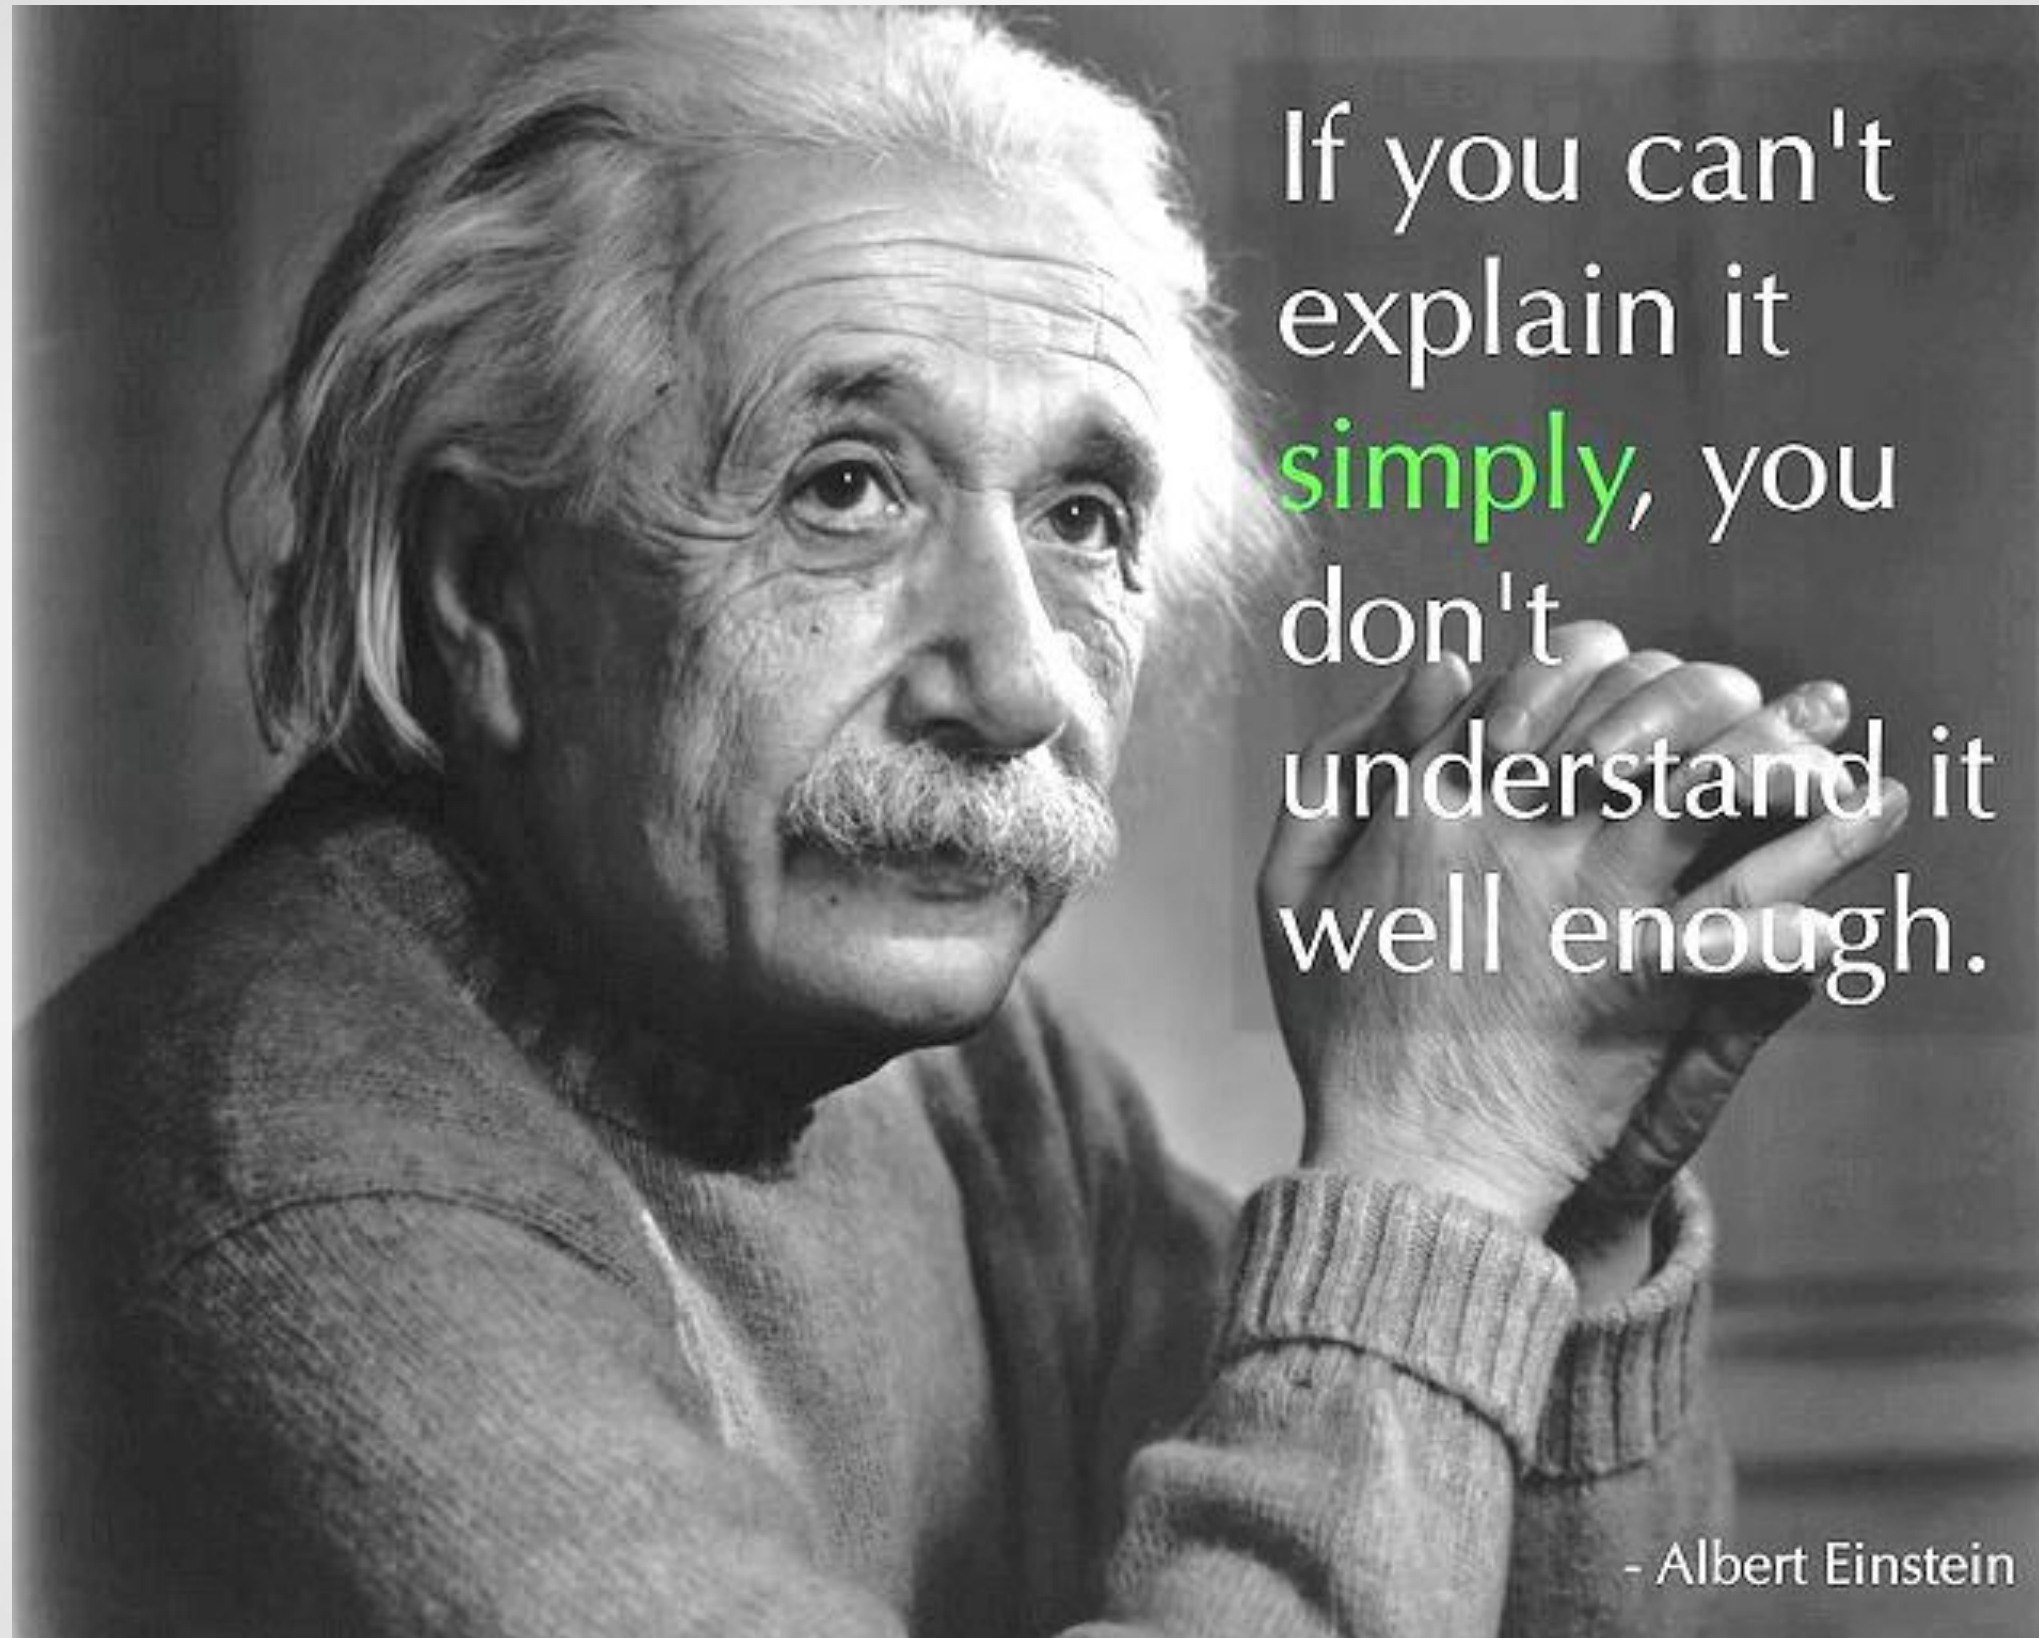 If you can't
explain it
simply, you
don't
understand it
well enough.
- Albert Einstein